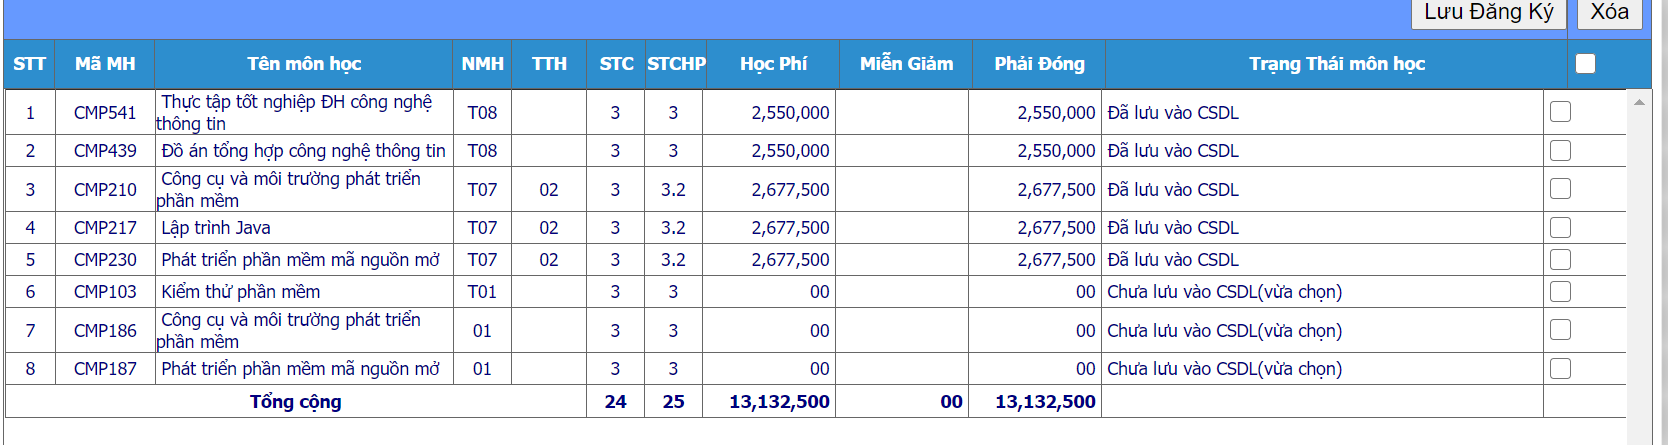 Lưu Đăng Ký Xóa
STT Mã MH Tên môn học NMH TTH STC STCHP Học Phí Miễn Giảm Phải Đóng Trạng Thái môn học
1 CMP541 Thực tập tốt nghiệp ĐH công nghệ T08 3 3 2,550,000 2,550,000 Đã lưu vào CSDL
thông tin
2 CMP439 Đồ án tổng hợp công nghệ thông tin T08 3 3 2,550,000 2,550,000 Đã lưu vào CSDL
3 CMP210 Công cụ và môi trường phát triển T07 02 3 3.2 2,677,500 2,677,500 Đã lưu vào CSDL
phần mềm
4 CMP217 Lập trình Java T07 02 3 3.2 2,677,500 2,677,500 Đã lưu vào CSDL
5 CMP230 Phát triển phần mềm mã nguồn mở T07 02 3 3.2 2,677,500 2,677,500 Đã lưu vào CSDL
6 CMP103 Kiểm thử phần mềm T01 3 3 00 00 Chưa lưu vào CSDL(vừa chọn)
7 CMP186 Công cụ và môi trường phát triển 01 3 3 00 00 Chưa lưu vào CSDL(vừa chọn)
phần mềm
8 CMP187 Phát triển phần mềm mã nguồn mở 01 3 3 00 00 Chưa lưu vào CSDL(vừa chọn)
Tổng cộng 24 25 13,132,500 00 13,132,500